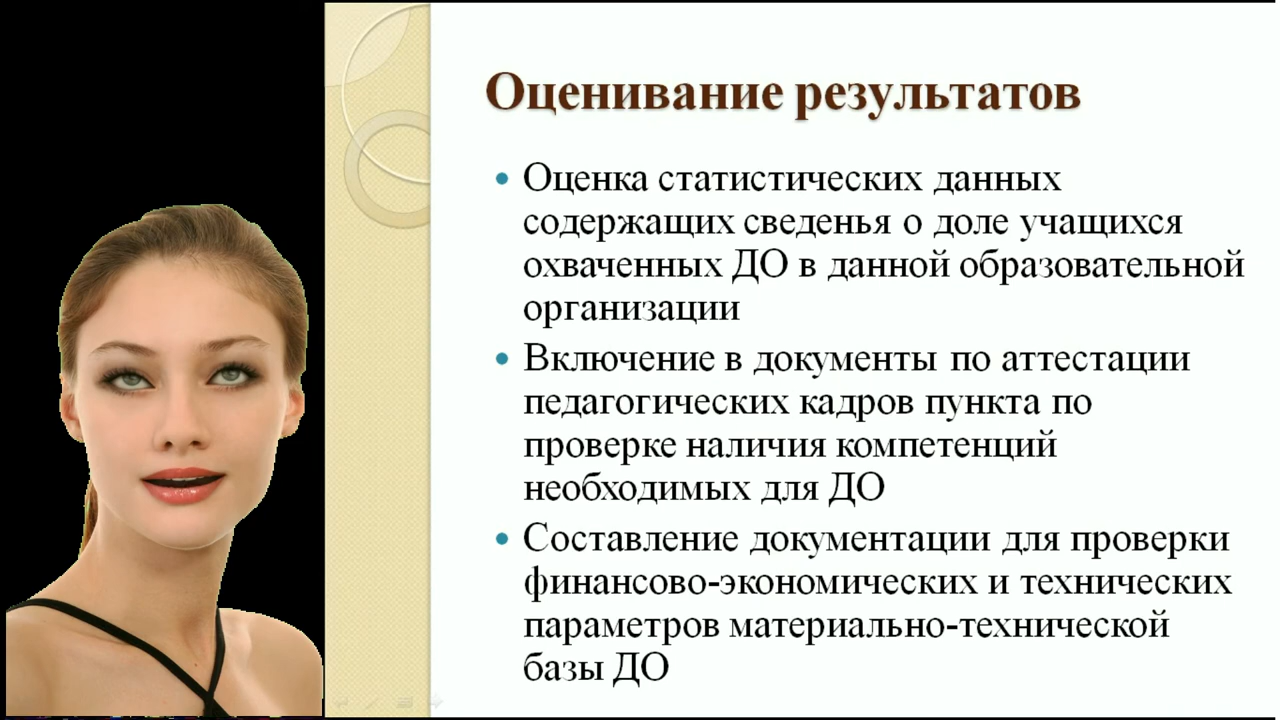 Оценивание результатов
• Оценка статистических данных
содержащих сведенья о доле учащихся
охваченных ДО в данной образовательной
организации
• Включение в документы по аттестации
педагогических кадров пункта по
проверке наличия компетенций
необходимых для ДО
• Составление документации для проверки
финансово-экономических и технических
параметров материально-технической
базы ДО